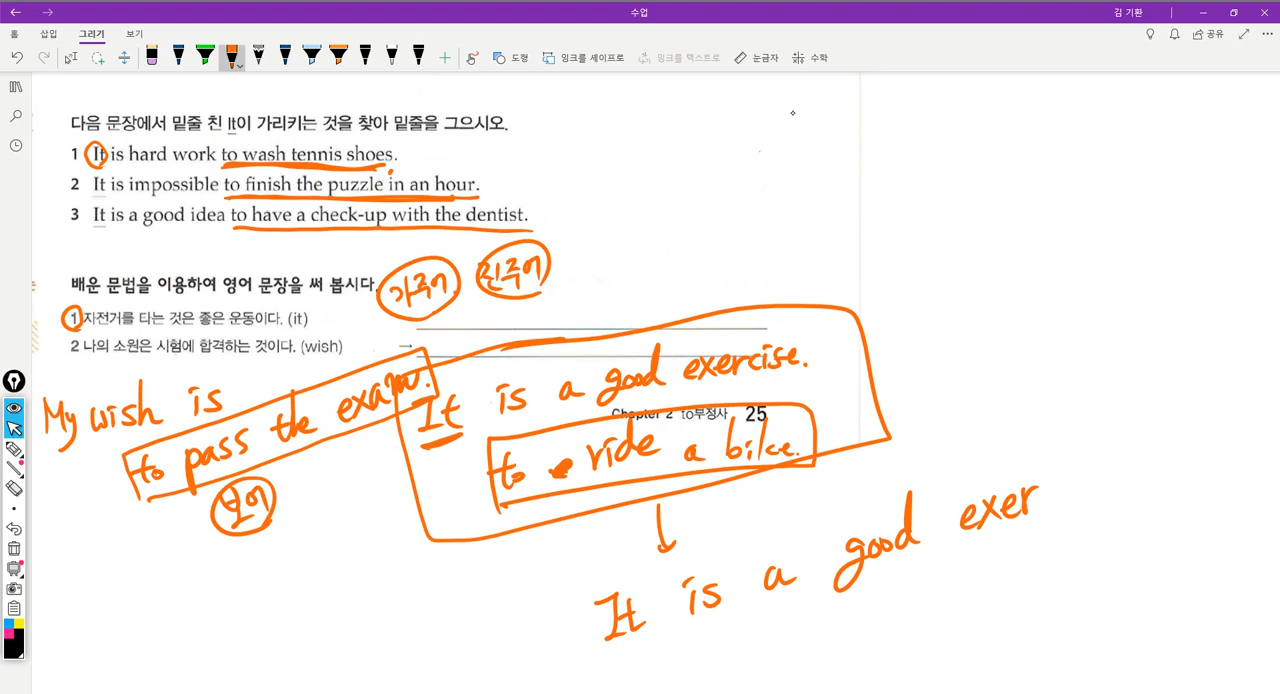 수업
김 기환
홈 삽입 그리기 보기
공유
도형 잉크를 셰이프로 잉크를 텍스트로 눈금자 수학
다음 문장에서 밑줄 친 It이 가리키는 것을 찾아 밑줄을 그으시오.
1 It is hard work to wash tennis shoes.
2 It is impossible to finish the puzzle in an hour.
3 It is a good idea to have a check-up with the dentist.
가주어 진주어
배운 문법을 이용하여 영어 문장을 써 봅시다.
1 자전거를 타는 것은 좋은 운동이다. (it)
2 나의 소원은 시험에 합격하는 것이다. (wish) →
My wish is
to pass the exam.
보어
It is a good exercise.
Chapter 2 to부정사 25
to ride a bike.
↓
It is a good exer